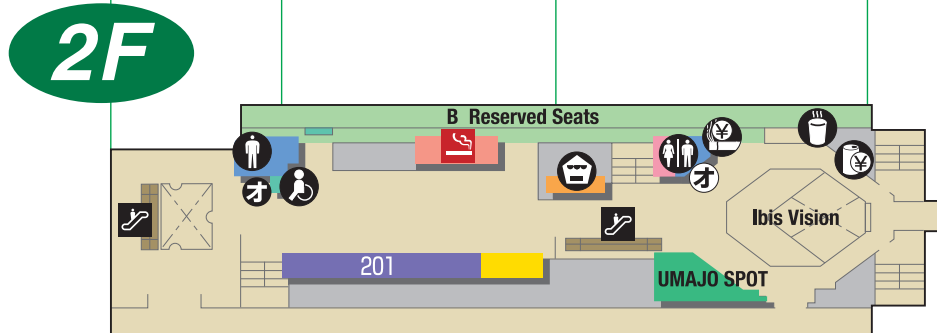 2F
B Reserved Seats
¥
オ
オ
¥
Ibis Vision
201
UMAJO SPOT